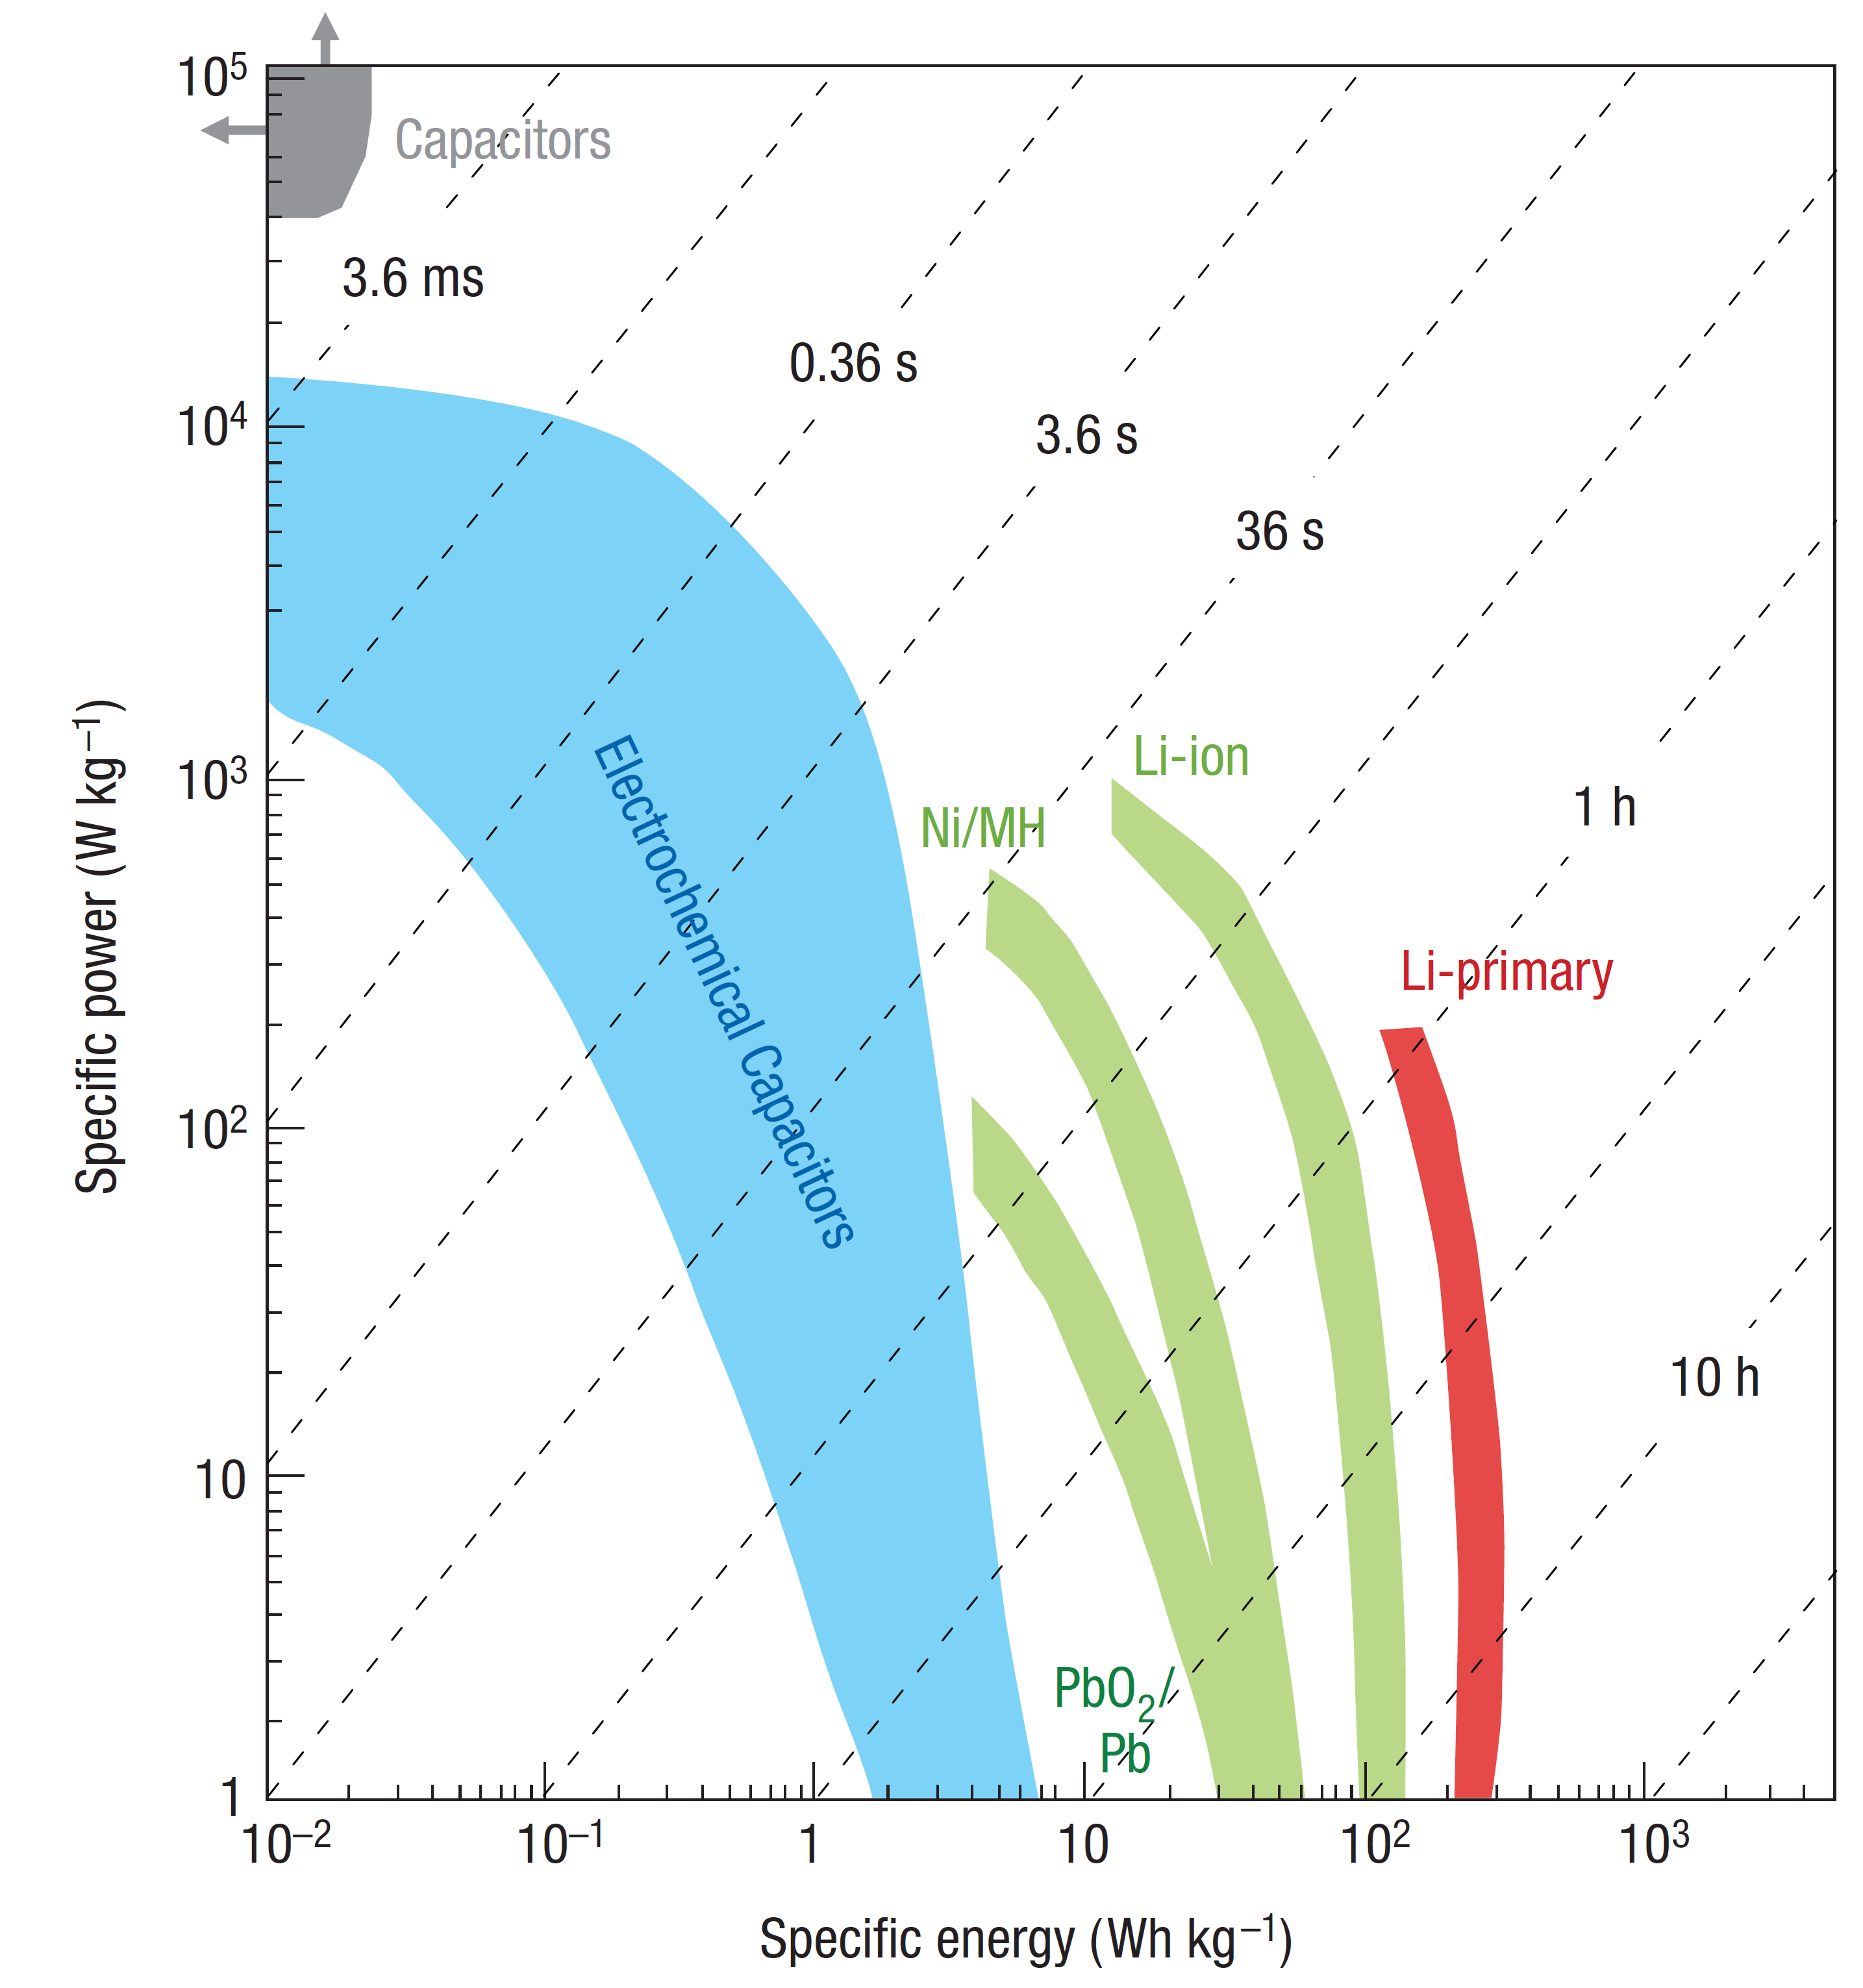 10⁵
Capacitors
3.6 ms
0.36 s
10⁴
3.6 s
36 s
Li-ion
10³
Ni/MH
1 h
Specific power (W kg⁻¹)
Electrochemical Capacitors
Li-primary
10²
10 h
10
PbO₂/
Pb
1
10⁻² 10⁻¹ 1 10 10² 10³
Specific energy (Wh kg⁻¹)